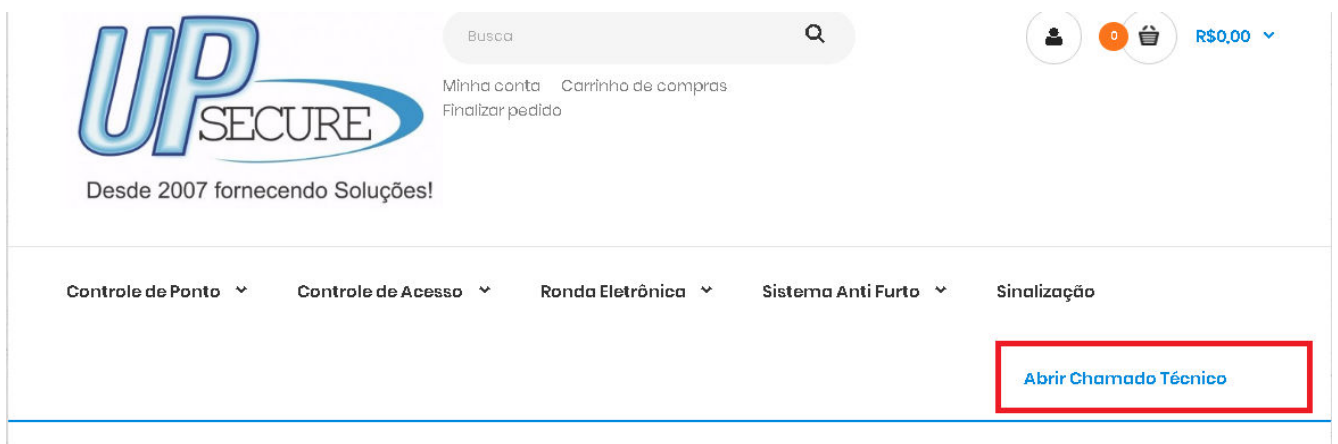 UP
SECURE
Desde 2007 fornecendo Soluções!
Busca
Minha conta Carrinho de compras
Finalizar pedido
0
R$0,00
Controle de Ponto Controle de Acesso Ronda Eletrônica Sistema Anti Furto Sinalização
Abrir Chamado Técnico